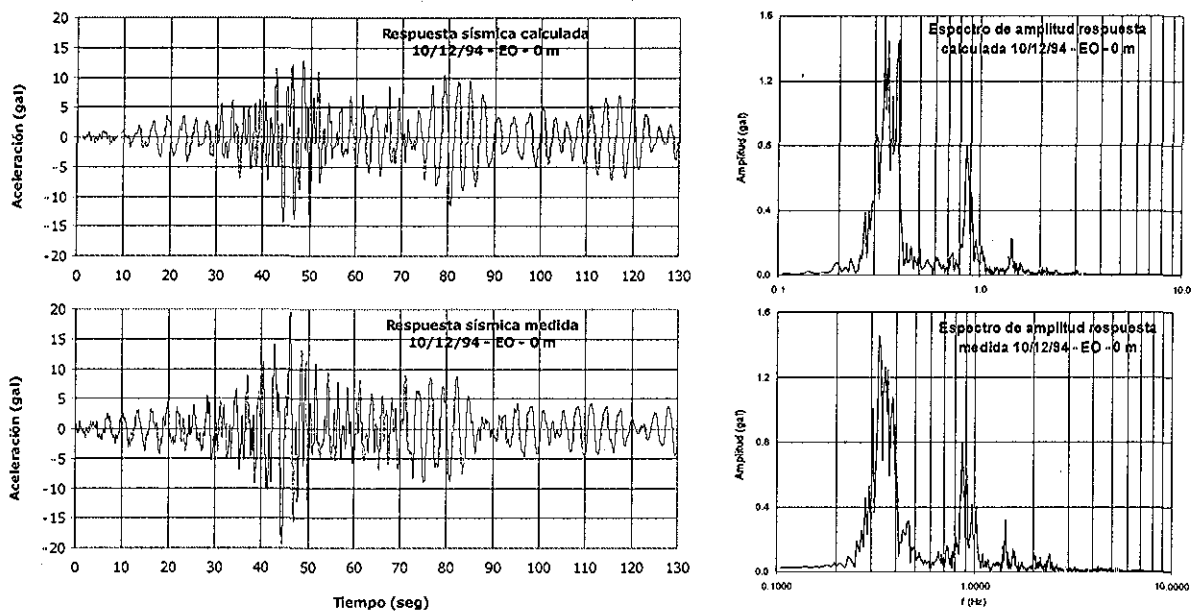 Respuesta sísmica calculada
10/12/94 - EO - 0 m
Aceleración (gal)
20
15
10
5
0
-5
-10
-15
-20
0 10 20 30 40 50 60 70 80 90 100 110 120 130
Espectro de amplitud respuesta
calculada 10/12/94 - EO - 0 m
Amplitud (gal)
1.6
1.2
0.8
0.4
0.0
0.1 1.0 10.0
Respuesta sísmica medida
10/12/94 - EO - 0 m
Aceleración (gal)
20
15
10
5
0
-5
-10
-15
-20
0 10 20 30 40 50 60 70 80 90 100 110 120 130
Tiempo (seg)
Espectro de amplitud respuesta
medida 10/12/94 - EO - 0 m
Amplitud (gal)
1.6
1.2
0.8
0.4
0.0
0.1000 1.0000 10.0000
f (Hz)